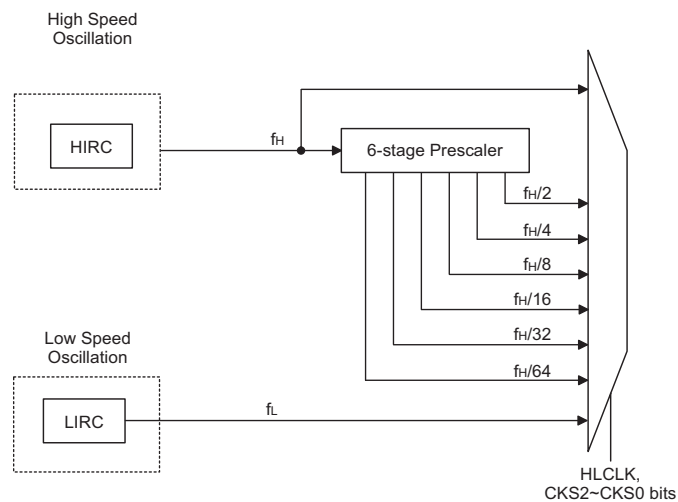 High Speed
Oscillation
HIRC
fH
6-stage Prescaler
fH/2
fH/4
fH/8
fH/16
fH/32
fH/64
Low Speed
Oscillation
LIRC
fL
HLCLK,
CKS2~CKS0 bits